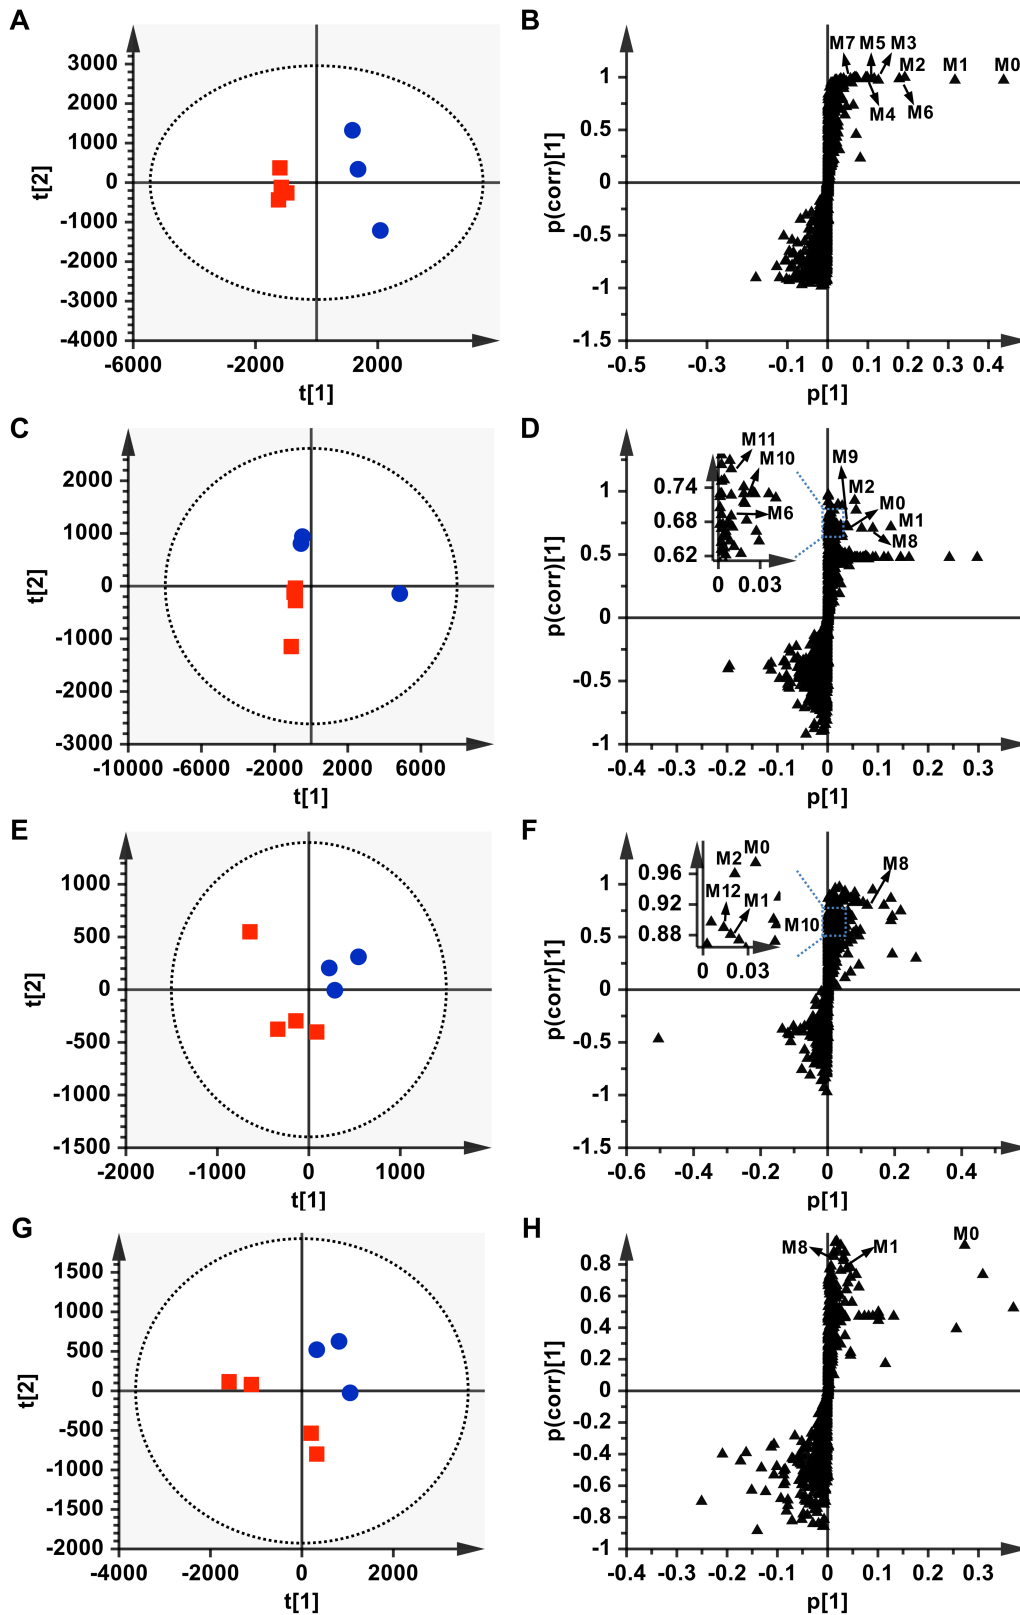 A
t[2]
3000
2000
1000
0
-1000
-2000
-3000
-4000
-6000
-2000
2000
t[1]
B
p(corr)[1]
M7 M5 M3
M2 M1 M0
M4 M6
1
0.5
0
-0.5
-1
-1.5
-0.5 -0.3 -0.1 0 0.1 0.2 0.3 0.4
p[1]
C
t[2]
2000
1000
0
-1000
-2000
-3000
-10000 -6000 -2000 2000 6000
t[1]
D
p(corr)[1]
M11
M10
M6
0.74
0.68
0.62
0 0.03
M9
M2
M0
M1
M8
1
0.5
0
-0.5
-1
-0.4 -0.3 -0.2 -0.1 0 0.1 0.2 0.3
p[1]
E
t[2]
1000
500
0
-500
-1000
-1500
-2000 -1000 0 1000
t[1]
F
p(corr)[1]
M2 M0
M12
M1
0.96
0.92
0.88
0 0.03
M10
M8
1
0.5
0
-0.5
-1
-1.5
-0.6 -0.4 -0.2 0 0.2 0.4
p[1]
G
t[2]
1500
1000
500
0
-500
-1000
-1500
-2000
-4000 -2000 0 2000
t[1]
H
p(corr)[1]
M8 M1 M0
0.8
0.6
0.4
0.2
0
-0.2
-0.4
-0.6
-0.8
-1
-0.4 -0.3 -0.2 -0.1 0 0.1 0.2 0.3
p[1]